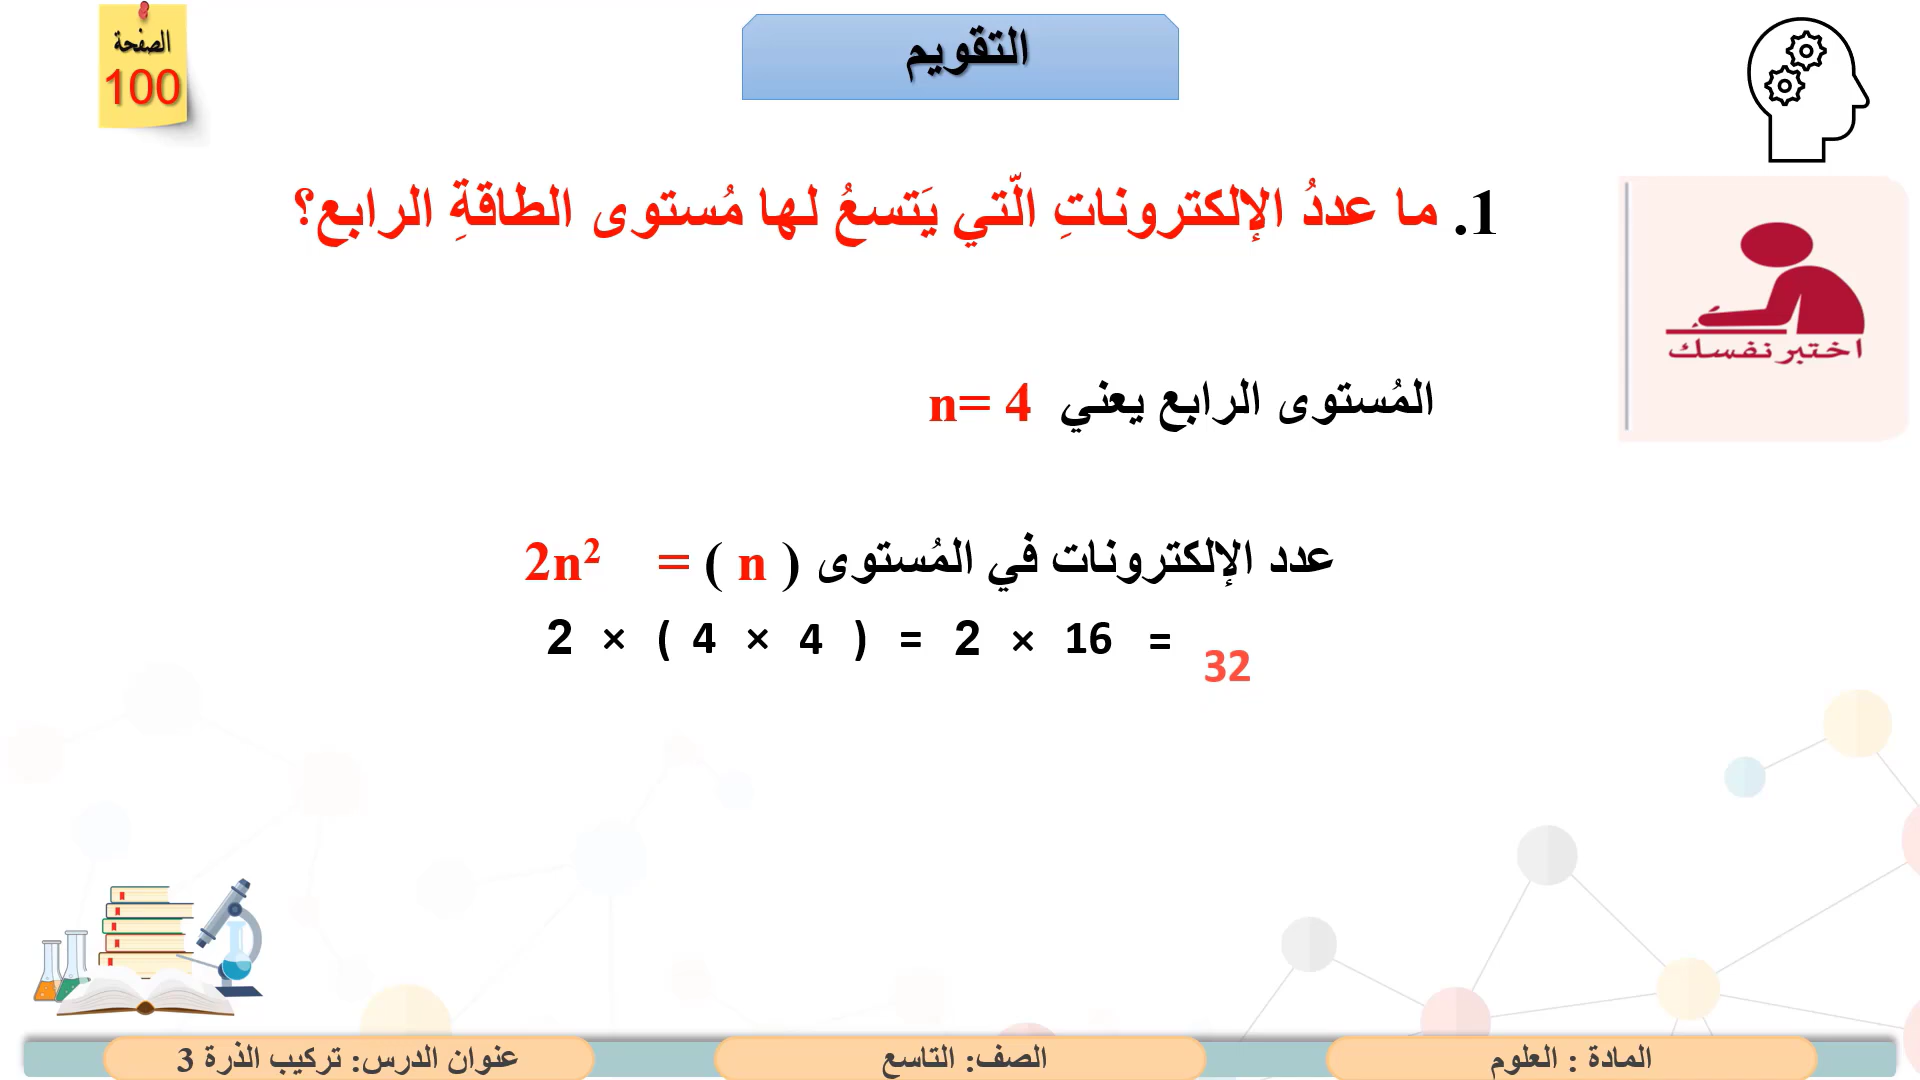 التقويم
الصفحة
100
1. ما عددُ الإلكتروناتِ الّتي يَتسعُ لها مُستوى الطاقةِ الرابع؟
اختبر نفسك
المُستوى الرابع يعني n= 4
عدد الإلكترونات في المُستوى ( n ) = 2n²
2 × ( 4 × 4 ) = 2 × 16 = 32
المادة : العلوم
الصف: التاسع
عنوان الدرس: تركيب الذرة 3